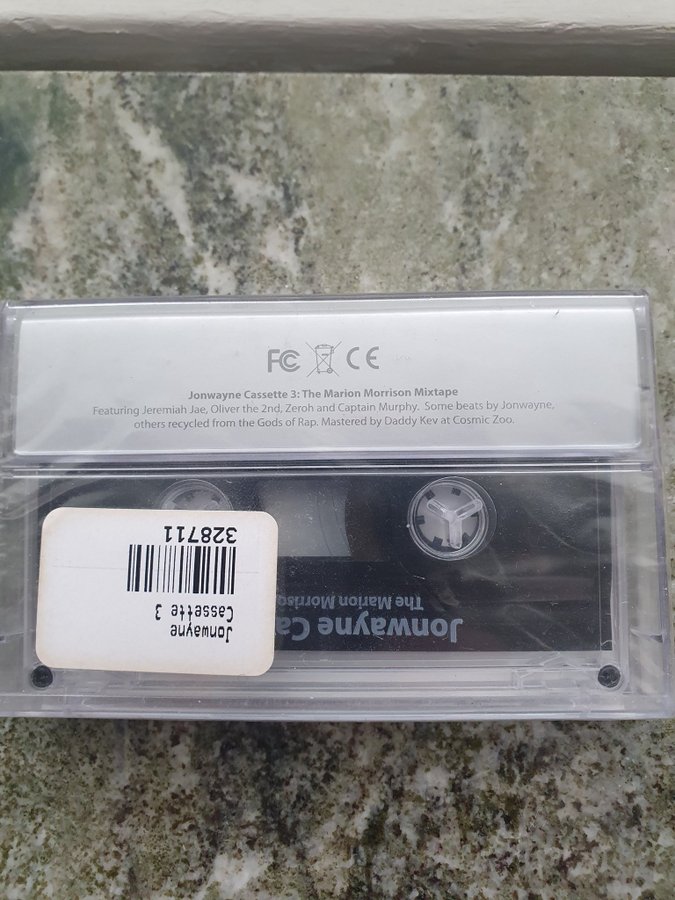 FC CE
Jonwayne Cassette 3: The Marion Morrison Mixtape
Featuring Jeremiah Jae, Oliver the 2nd, Zeroh and Captain Murphy. Some beats by Jonwayne,
others recycled from the Gods of Rap. Mastered by Daddy Kev at Cosmic Zoo.
Jonwayne
Cassette 3
328711
Jonwayne
The Marion